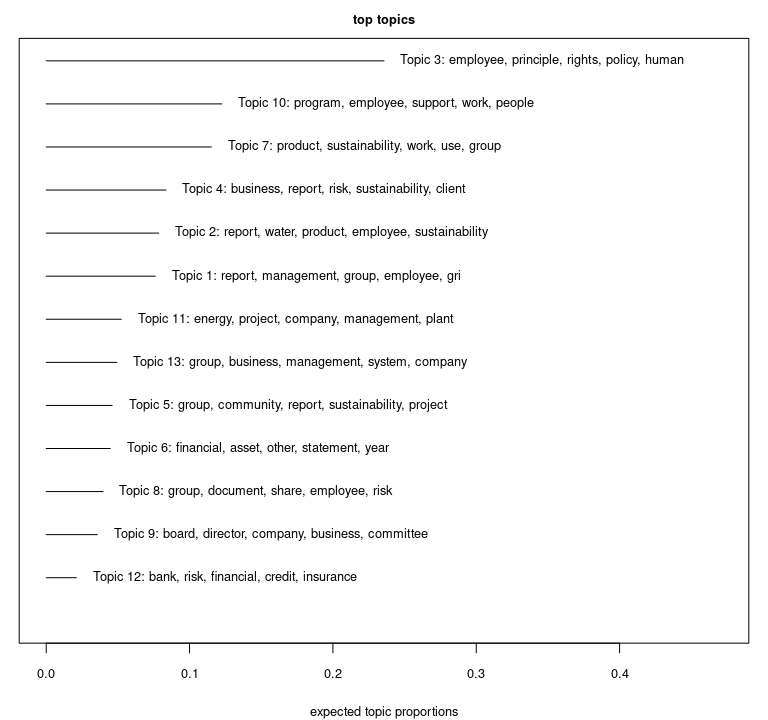 top topics
Topic 3: employee, principle, rights, policy, human
Topic 10: program, employee, support, work, people
Topic 7: product, sustainability, work, use, group
Topic 4: business, report, risk, sustainability, client
Topic 2: report, water, product, employee, sustainability
Topic 1: report, management, group, employee, gri
Topic 11: energy, project, company, management, plant
Topic 13: group, business, management, system, company
Topic 5: group, community, report, sustainability, project
Topic 6: financial, asset, other, statement, year
Topic 8: group, document, share, employee, risk
Topic 9: board, director, company, business, committee
Topic 12: bank, risk, financial, credit, insurance
0.0 0.1 0.2 0.3 0.4
expected topic proportions